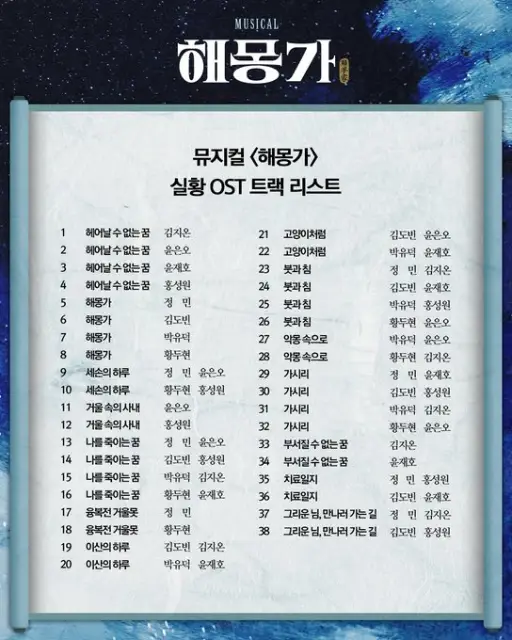 MUSICAL
해몽가
뮤지컬 〈해몽가〉
실황 OST 트랙 리스트
1 헤어날 수 없는 꿈 김지온
2 헤어날 수 없는 꿈 윤은오
3 헤어날 수 없는 꿈 윤재호
4 헤어날 수 없는 꿈 홍성원
5 해몽가 정 민
6 해몽가 김도빈
7 해몽가 박유덕
8 해몽가 황두현
9 세손의 하루 정 민 윤은오
10 세손의 하루 황두현 홍성원
11 거울 속의 사내 윤은오
12 거울 속의 사내 홍성원
13 나를 죽이는 꿈 정 민 윤은오
14 나를 죽이는 꿈 김도빈 홍성원
15 나를 죽이는 꿈 박유덕 김지온
16 나를 죽이는 꿈 황두현 윤재호
17 융복전 거울못 정 민
18 융복전 거울못 황두현
19 이산의 하루 김도빈 김지온
20 이산의 하루 박유덕 윤재호
21 고양이처럼 김도빈 윤은오
22 고양이처럼 박유덕 윤재호
23 붓과 침 정 민 김지온
24 붓과 침 김도빈 윤재호
25 붓과 침 박유덕 홍성원
26 붓과 침 황두현 윤은오
27 악몽 속으로 박유덕 윤은오
28 악몽 속으로 황두현 김지온
29 가시리 정 민 윤재호
30 가시리 김도빈 홍성원
31 가시리 박유덕 김지온
32 가시리 황두현 윤은오
33 부서질 수 없는 꿈 김지온
34 부서질 수 없는 꿈 윤재호
35 치료일지 정 민 홍성원
36 치료일지 김도빈 윤재호
37 그리운 님, 만나러 가는 길 정 민 김지온
38 그리운 님, 만나러 가는 길 김도빈 홍성원